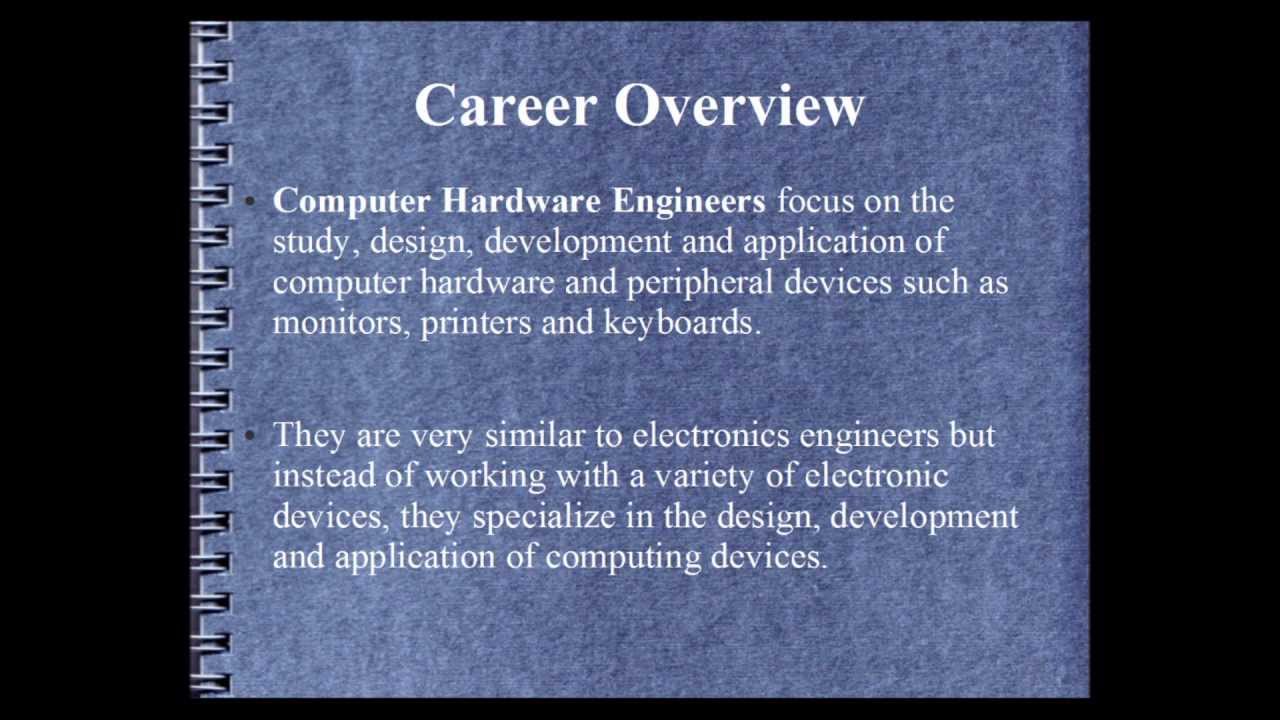 Career Overview
• Computer Hardware Engineers focus on the
study, design, development and application of
computer hardware and peripheral devices such as
monitors, printers and keyboards.
• They are very similar to electronics engineers but
instead of working with a variety of electronic
devices, they specialize in the design, development
and application of computing devices.